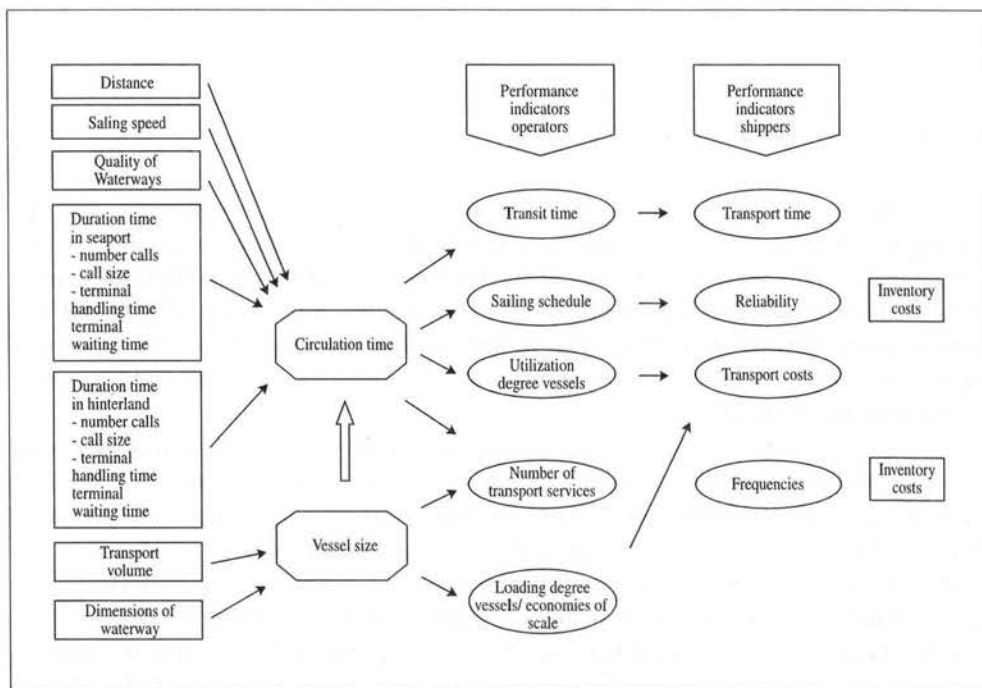 Distance
Saling speed
Quality of
Waterways
Duration time
in seaport
- number calls
- call size
- terminal
handling time
terminal
waiting time
Duration time
in hinterland
- number calls
- call size
- terminal
handling time
terminal
waiting time
Transport
volume
Dimensions of
waterway
Circulation time
Vessel size
Performance
indicators
operators
Transit time
Sailing schedule
Utilization
degree vessels
Number of
transport services
Loading degree
vessels/ economies of
scale
Performance
indicators
shippers
Transport time
Reliability
Transport costs
Frequencies
Inventory
costs
Inventory
costs